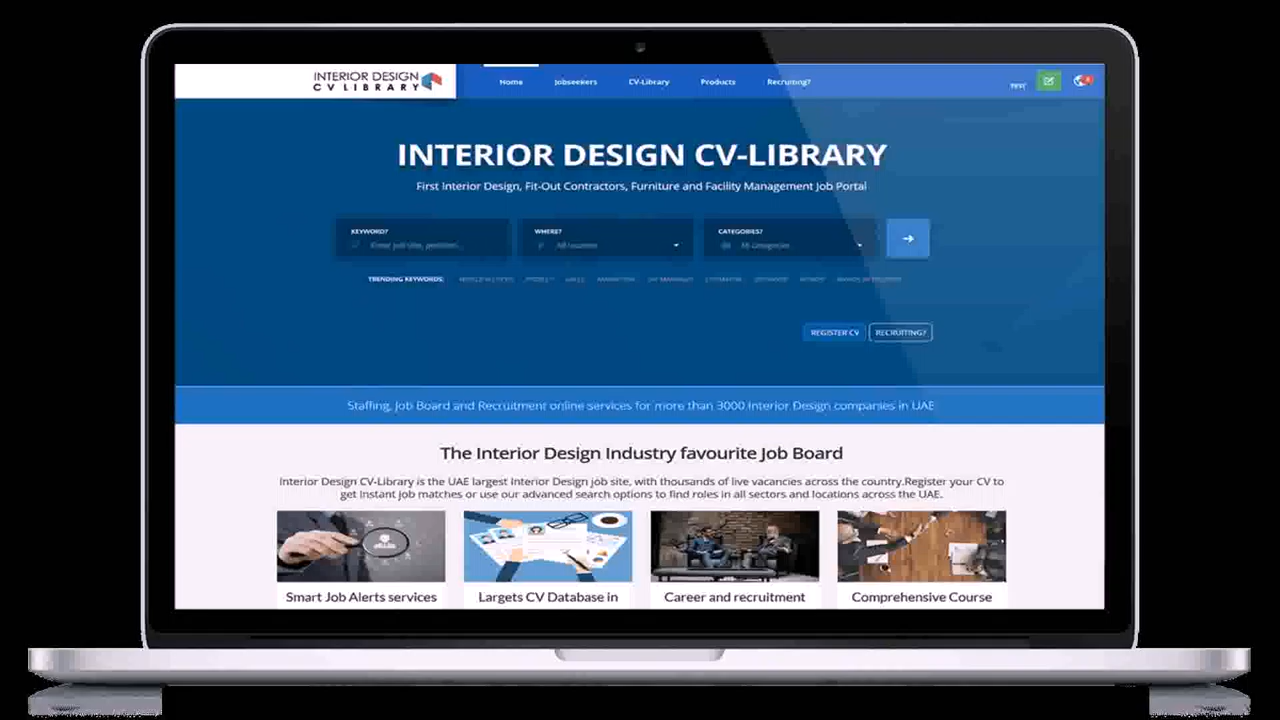 INTERIOR DESIGN
CV LIBRARY
Home Jobseekers CV-Library Products Recruiting?
INTERIOR DESIGN CV-LIBRARY
First Interior Design, Fit-Out Contractors, Furniture and Facility Management Job Portal
KEYWORD? WHERE? CATEGORIES?
All locations All Categories
TRENDING KEYWORDS:
REGISTER CV RECRUITING?
Staffing, Job Board and Recruitment online services for more than 3000 Interior Design companies in UAE
The Interior Design Industry favourite Job Board
Interior Design CV-Library is the UAE largest Interior Design job site, with thousands of live vacancies across the country.Register your CV to
get instant job matches or use our advanced search options to find roles in all sectors and locations across the UAE.
Smart Job Alerts services Largets CV Database in Career and recruitment Comprehensive Course